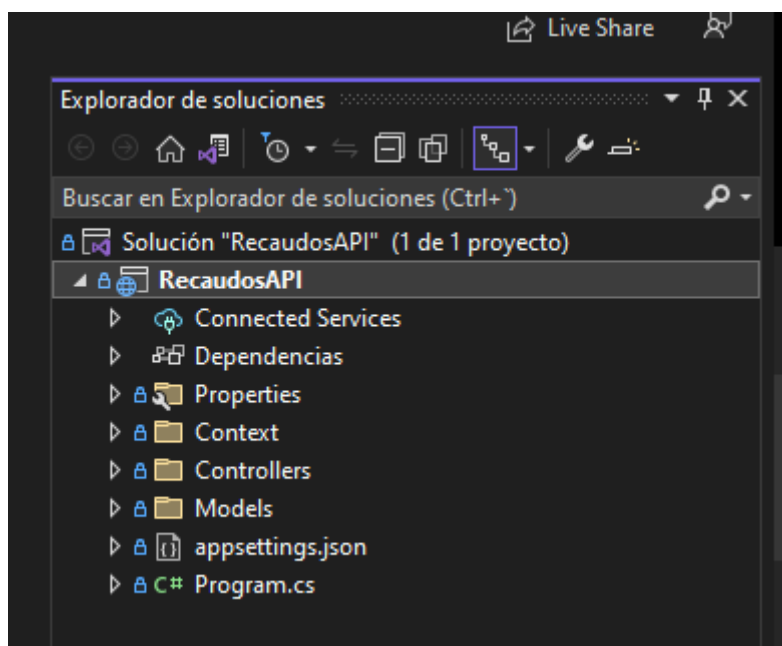 Live Share
Explorador de soluciones
Buscar en Explorador de soluciones (Ctrl+`)
Solución "RecaudosAPI" (1 de 1 proyecto)
RecaudosAPI
Connected Services
Dependencias
Properties
Context
Controllers
Models
appsettings.json
C# Program.cs